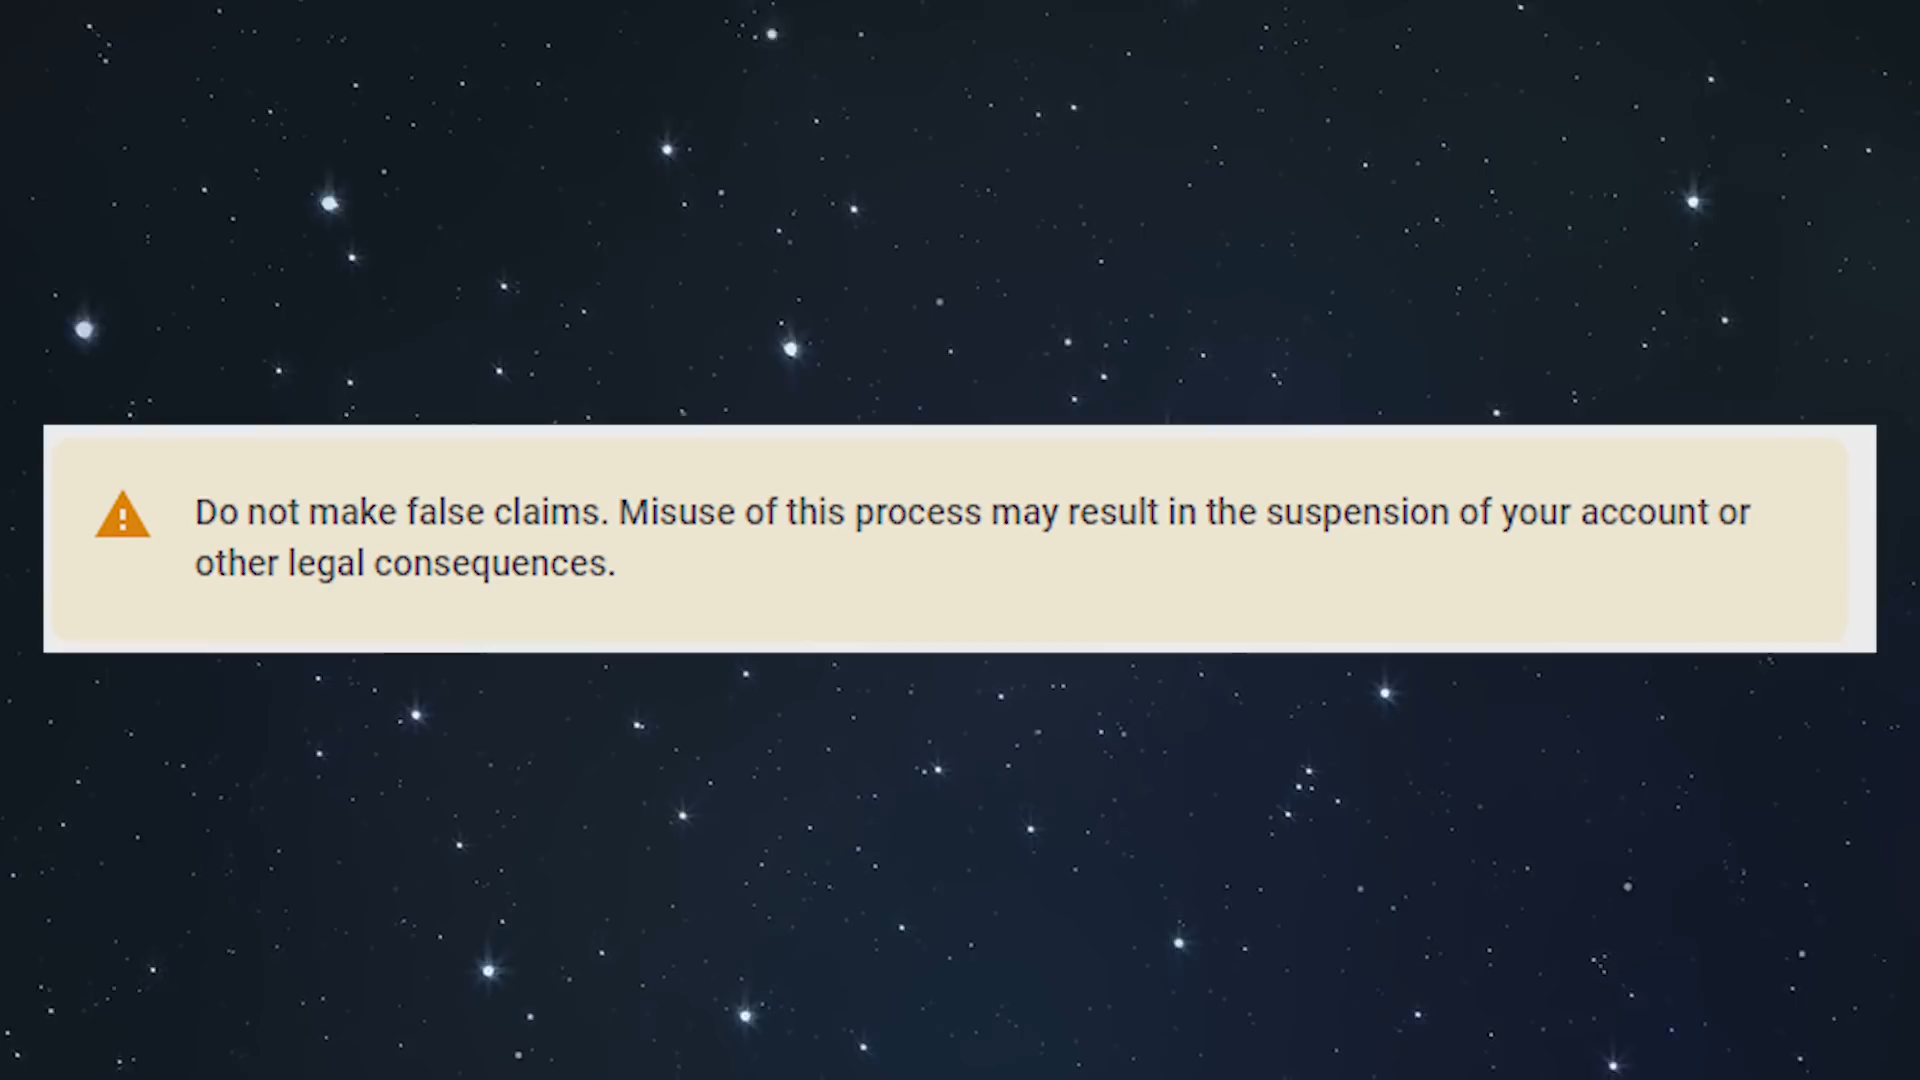 Do not make false claims. Misuse of this process may result in the suspension of your account or
other legal consequences.